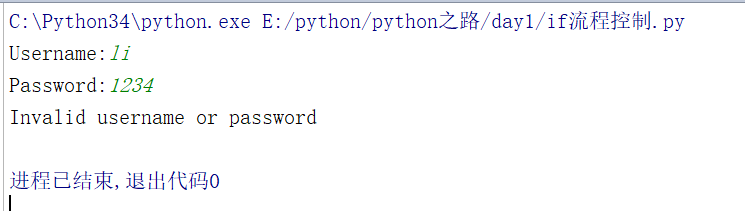 C:\Python34\python.exe E:/python/python之路/day1/if流程控制.py
Username:li
Password:1234
Invalid username or password
进程已结束,退出代码0